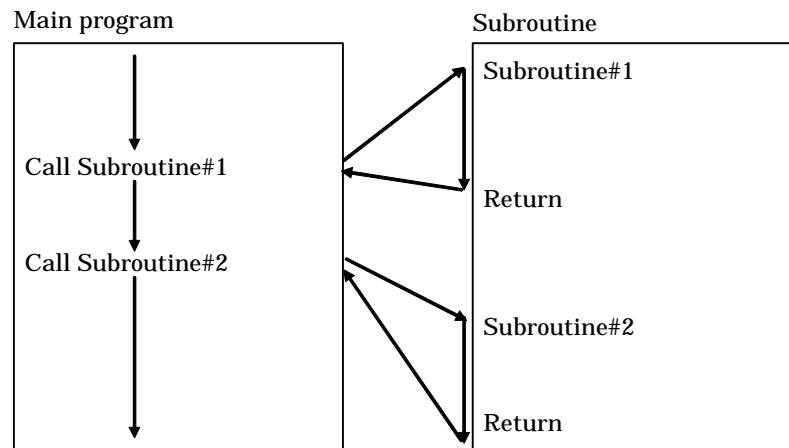 Main program
Call Subroutine#1
Call Subroutine#2
Subroutine
Subroutine#1
Return
Subroutine#2
Return